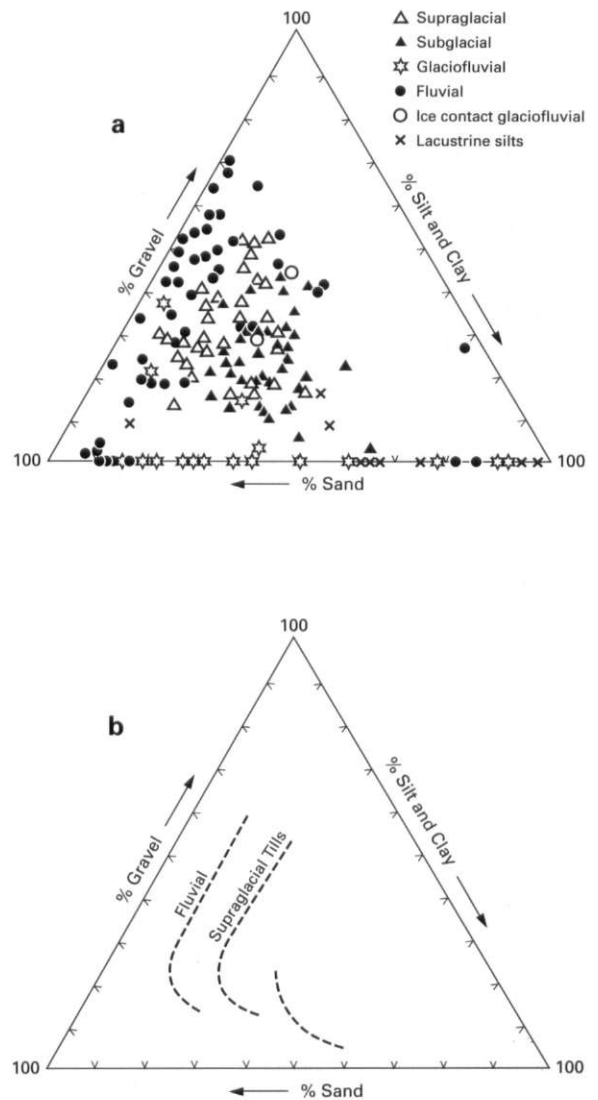 100
Supraglacial
Subglacial
Glaciofluvial
Fluvial
Ice contact glaciofluvial
Lacustrine silts
a
% Gravel
% Silt and Clay
100
100
% Sand
100
b
% Gravel
% Silt and Clay
Fluvial
Supraglacial Tills
100
100
% Sand